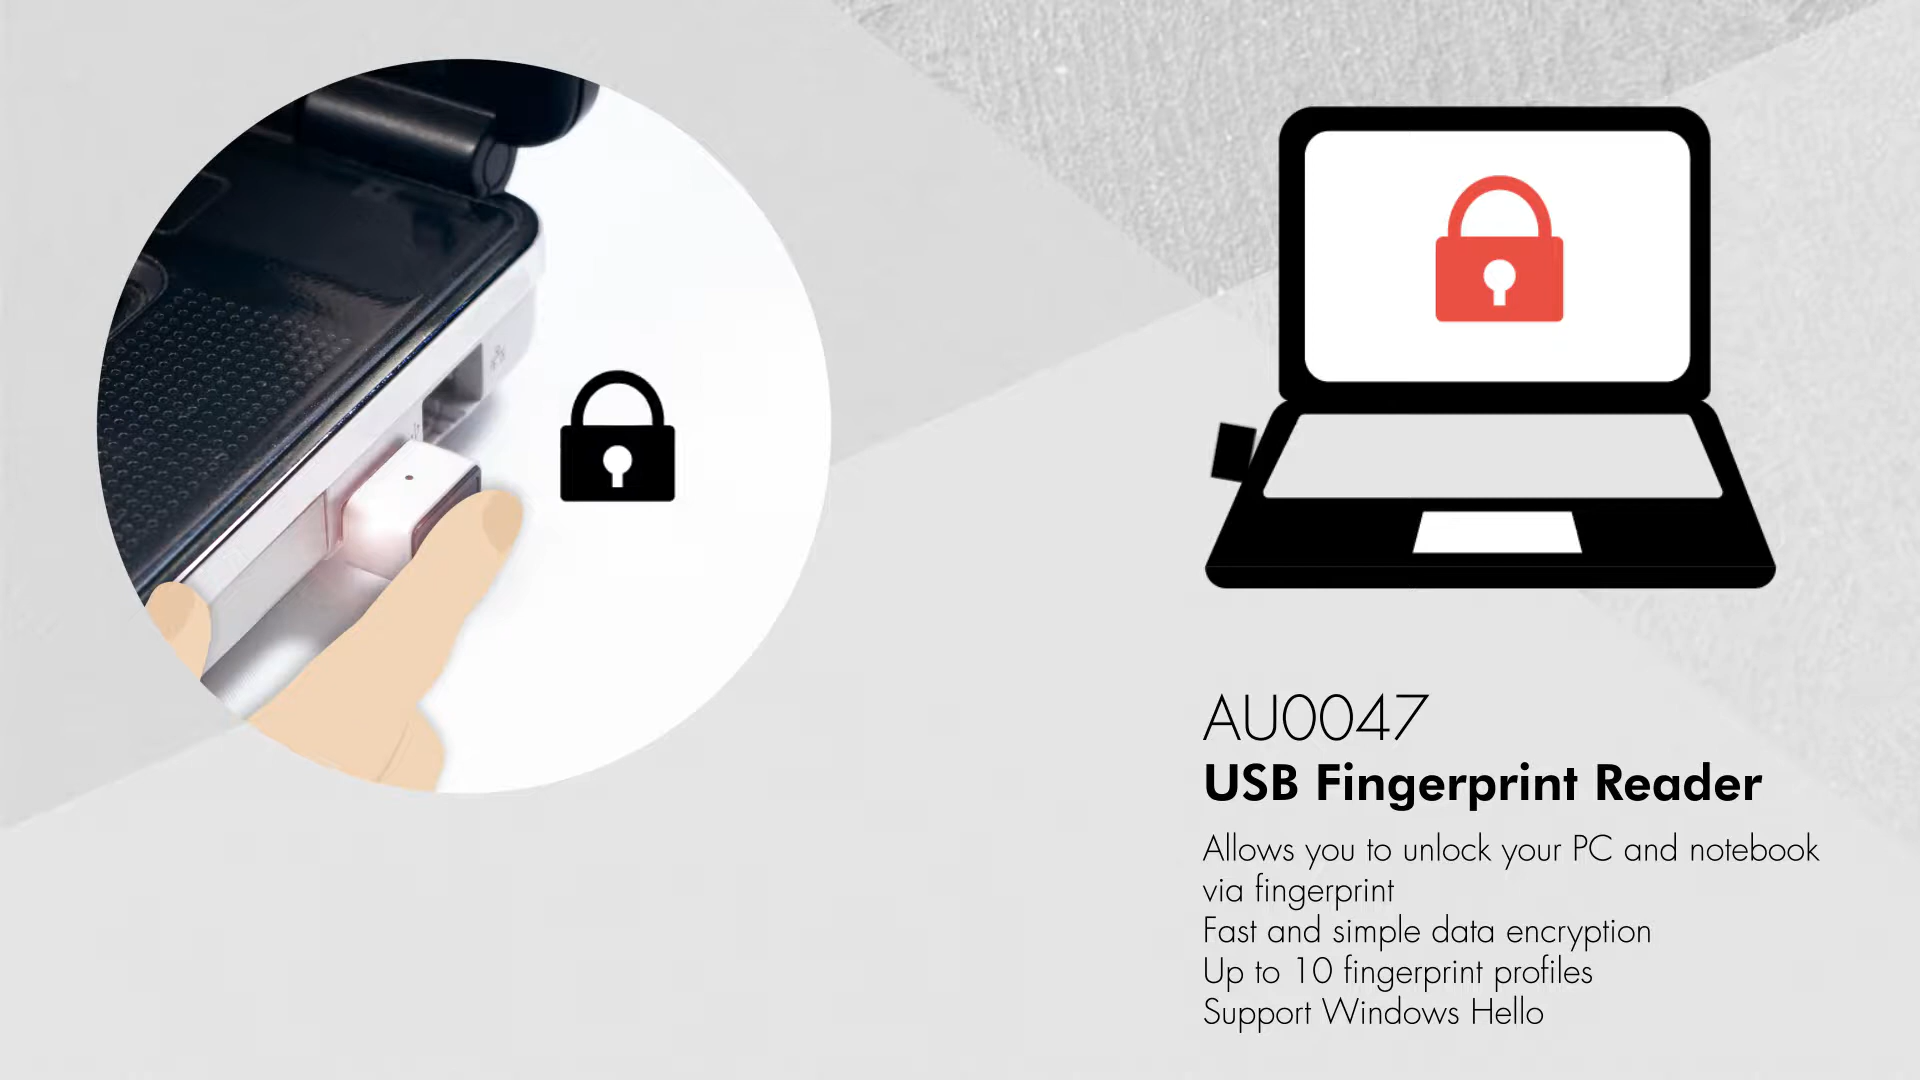 AU0047
USB Fingerprint Reader
Allows you to unlock your PC and notebook
via fingerprint
Fast and simple data encryption
Up to 10 fingerprint profiles
Support Windows Hello